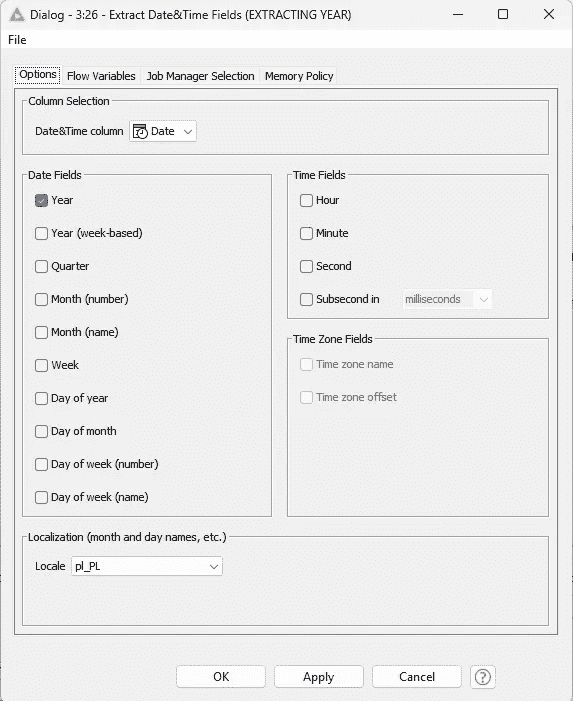 Dialog - 3:26 - Extract Date&Time Fields (EXTRACTING YEAR)
File
Options Flow Variables Job Manager Selection Memory Policy
Column Selection
Date&Time column Date
Date Fields
Year
Year (week-based)
Quarter
Month (number)
Month (name)
Week
Day of year
Day of month
Day of week (number)
Day of week (name)
Time Fields
Hour
Minute
Second
Subsecond in milliseconds
Time Zone Fields
Time zone name
Time zone offset
Localization (month and day names, etc.)
Locale pl_PL
OK Apply Cancel ?